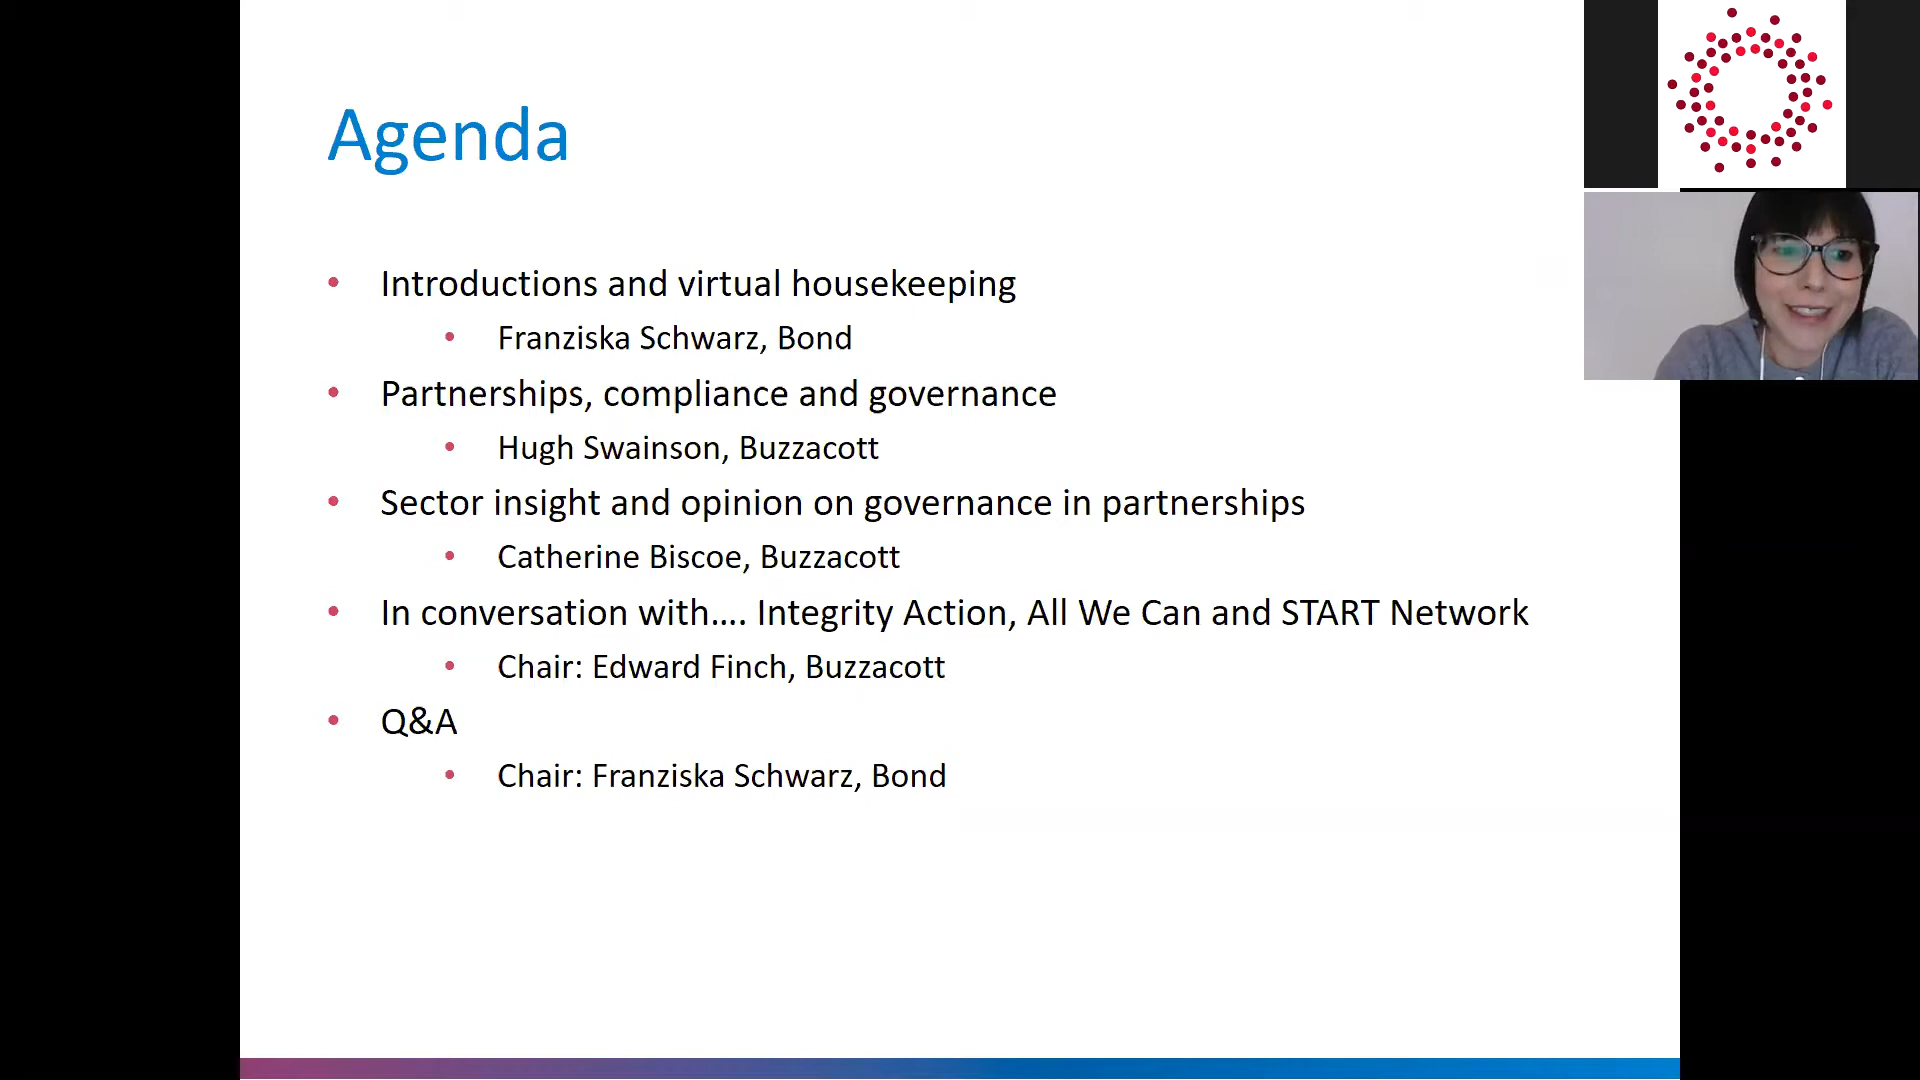 Agenda
• Introductions and virtual housekeeping
• Franziska Schwarz, Bond
• Partnerships, compliance and governance
• Hugh Swainson, Buzzacott
• Sector insight and opinion on governance in partnerships
• Catherine Biscoe, Buzzacott
• In conversation with…. Integrity Action, All We Can and START Network
• Chair: Edward Finch, Buzzacott
• Q&A
• Chair: Franziska Schwarz, Bond